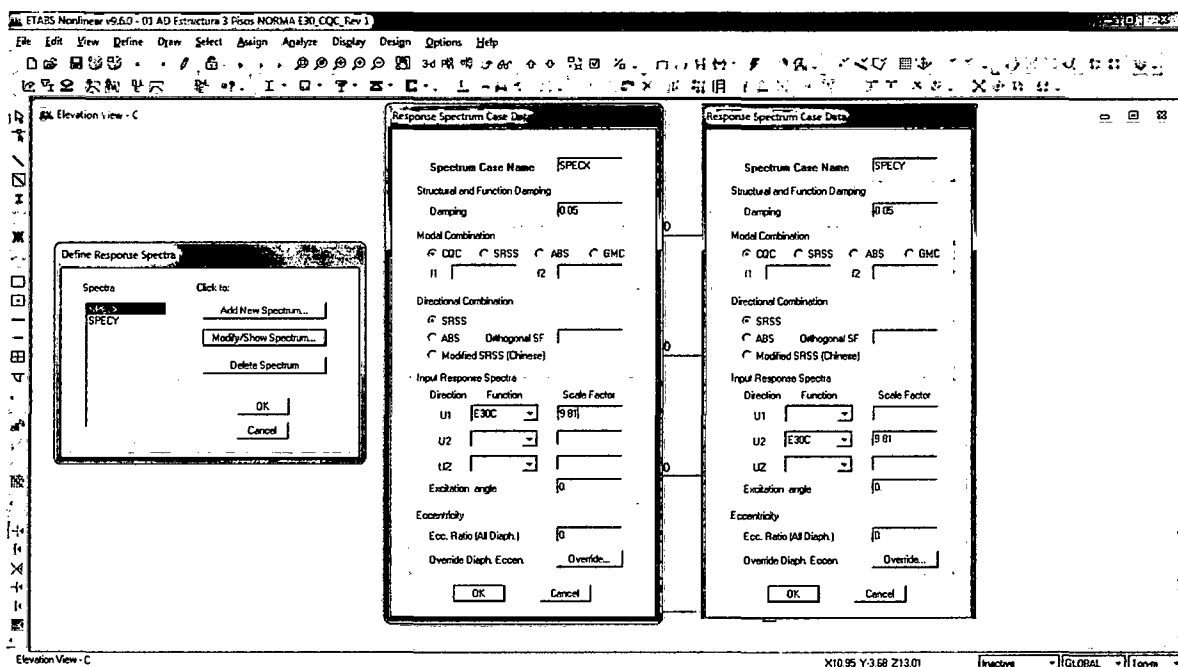 ETABS Nonlinear v9.6.0 - 01 AD Estructura 3 Pisos NORMA E30_CQC_Rev 1
File Edit View Define Draw Select Assign Analyze Display Design Options Help
Elevation View - C
Define Response Spectra
Spectra
SPECY
Click to:
Add New Spectrum...
Modify/Show Spectrum...
Delete Spectrum
OK
Cancel
Response Spectrum Case Data
Spectrum Case Name SPECX
Structural and Function Damping
Damping 0.05
Modal Combination
CQC SRSS ABS GMC
f1 f2
Directional Combination
SRSS
ABS Orthogonal SF
Modified SRSS (Chinese)
Input Response Spectra
Direction Function Scale Factor
U1 E30C 9.81
U2
UZ
Excitation angle 0.
Eccentricity
Ecc. Ratio (All Diaph.) 0.
Override Diaph. Eccen. Override...
OK Cancel
Response Spectrum Case Data
Spectrum Case Name SPECY
Structural and Function Damping
Damping 0.05
Modal Combination
CQC SRSS ABS GMC
f1 f2
Directional Combination
SRSS
ABS Orthogonal SF
Modified SRSS (Chinese)
Input Response Spectra
Direction Function Scale Factor
U1
U2 E30C 9.81
UZ
Excitation angle 0.
Eccentricity
Ecc. Ratio (All Diaph.) 0.
Override Diaph. Eccen. Override...
OK Cancel
Elevation View - C
X10.95 Y-3.68 Z13.01 Inactive GLOBAL Ton-m